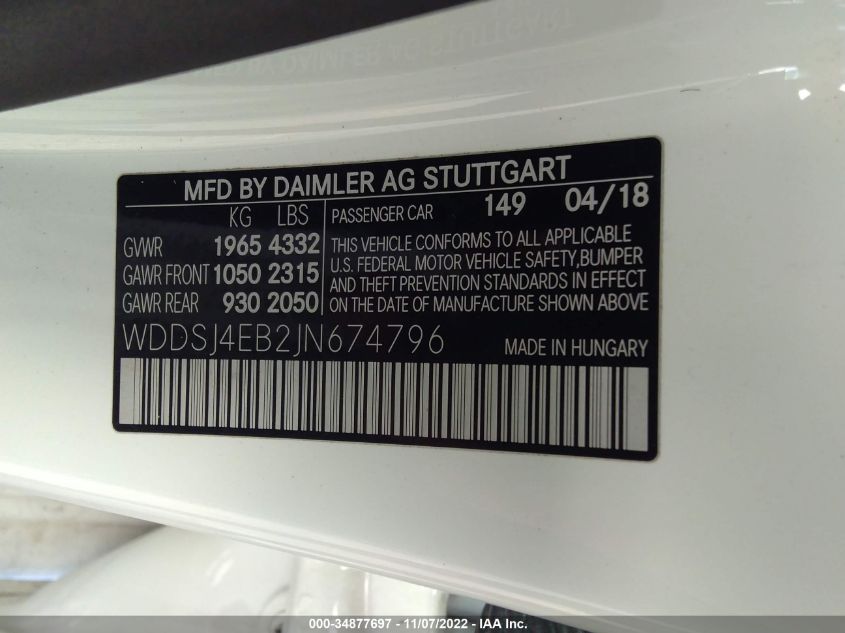 MFD BY DAIMLER AG STUTTGART
KG LBS
GVWR 1965 4332
GAWR FRONT 1050 2315
GAWR REAR 930 2050
PASSENGER CAR 149 04/18
THIS VEHICLE CONFORMS TO ALL APPLICABLE
U.S. FEDERAL MOTOR VEHICLE SAFETY,BUMPER
AND THEFT PREVENTION STANDARDS IN EFFECT
ON THE DATE OF MANUFACTURE SHOWN ABOVE
WDDSJ4EB2JN674796
MADE IN HUNGARY
000-34877697 - 11/07/2022 - IAA Inc.